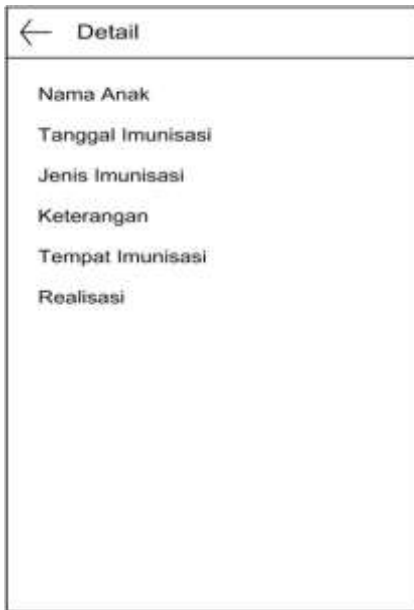 Detail
Nama Anak
Tanggal Imunisasi
Jenis Imunisasi
Keterangan
Tempat Imunisasi
Realisasi